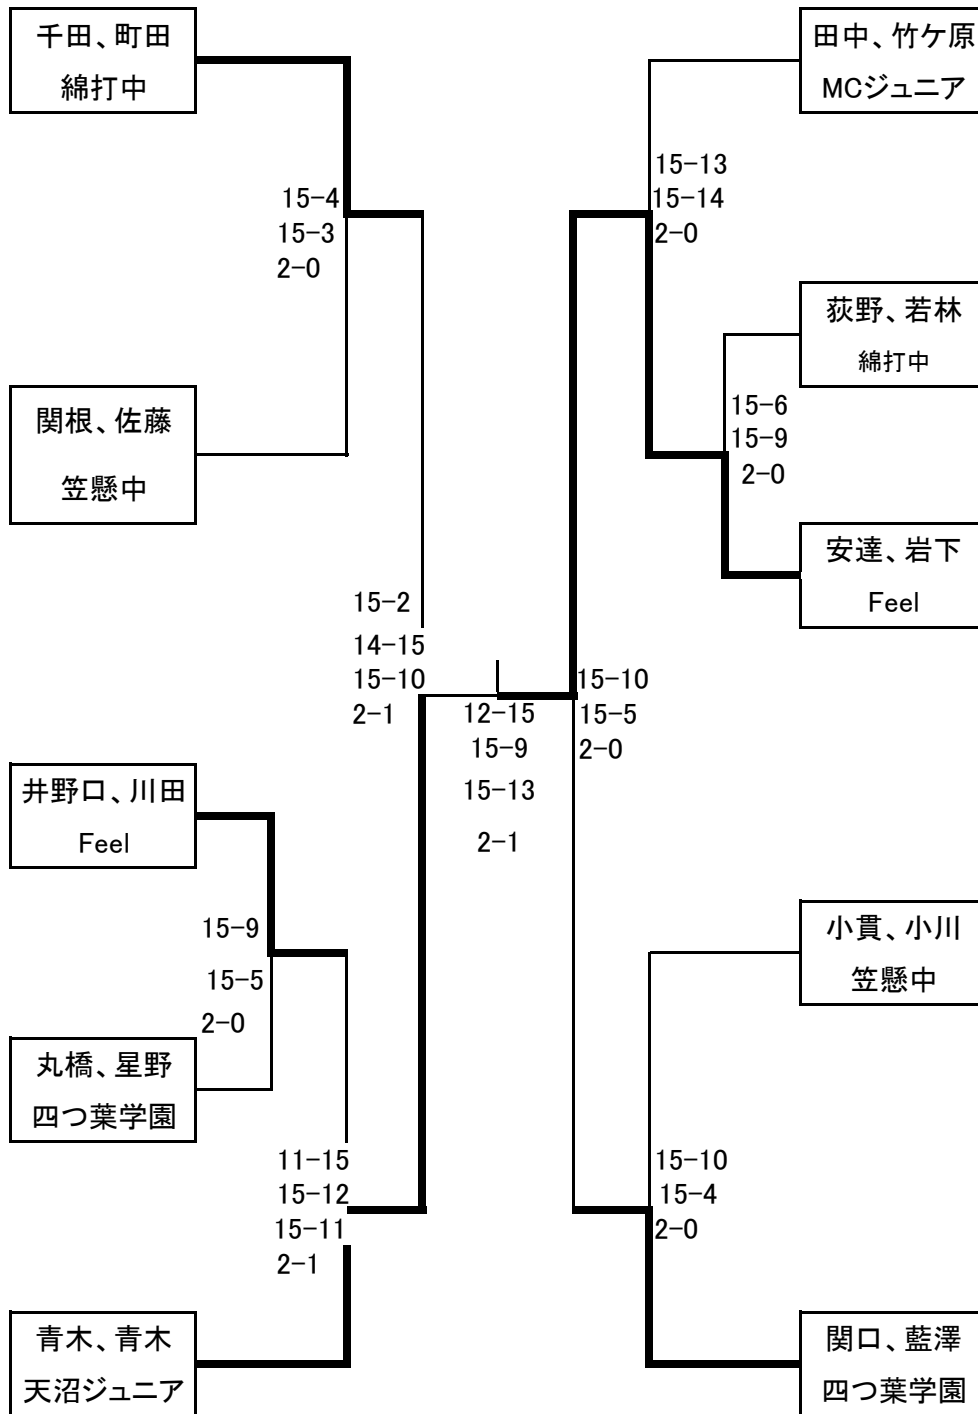 千田、町田
綿打中
15-4
15-3
2-0
関根、佐藤
笠懸中
15-2
14-15
15-10
2-1
井野口、川田
Feel
15-9
15-5
2-0
丸橋、星野
四つ葉学園
11-15
15-12
15-11
2-1
青木、青木
天沼ジュニア
12-15
15-9
15-13
2-1
田中、竹ケ原
MCジュニア
15-13
15-14
2-0
荻野、若林
綿打中
15-6
15-9
2-0
安達、岩下
Feel
15-10
15-5
2-0
小貫、小川
笠懸中
15-10
15-4
2-0
関口、藍澤
四つ葉学園